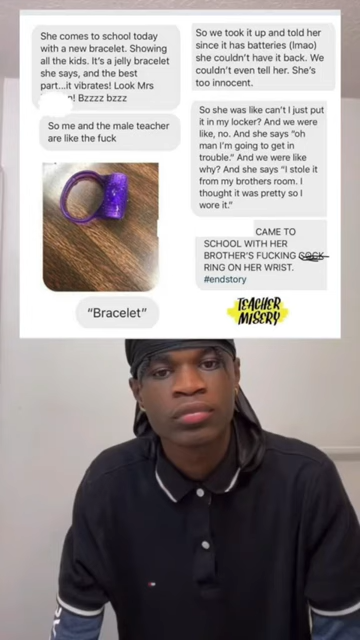 She comes to school today
with a new bracelet. Showing
all the kids. It's a jelly bracelet
she says, and the best
part...it vibrates! Look Mrs
! Bzzzz bzzz
So me and the male teacher
are like the fuck
"Bracelet"
So we took it up and told her
since it has batteries (lmao)
she couldn't have it back. We
couldn't even tell her. She's
too innocent.
So she was like can't I just put
it in my locker? And we were
like, no. And she says "oh
man I'm going to get in
trouble." And we were like
why? And she says "I stole it
from my brothers room. I
thought it was pretty so I
wore it."
CAME TO
SCHOOL WITH HER
BROTHER'S FUCKING COCK
RING ON HER WRIST.
#endstory
TEACHER
MISERY